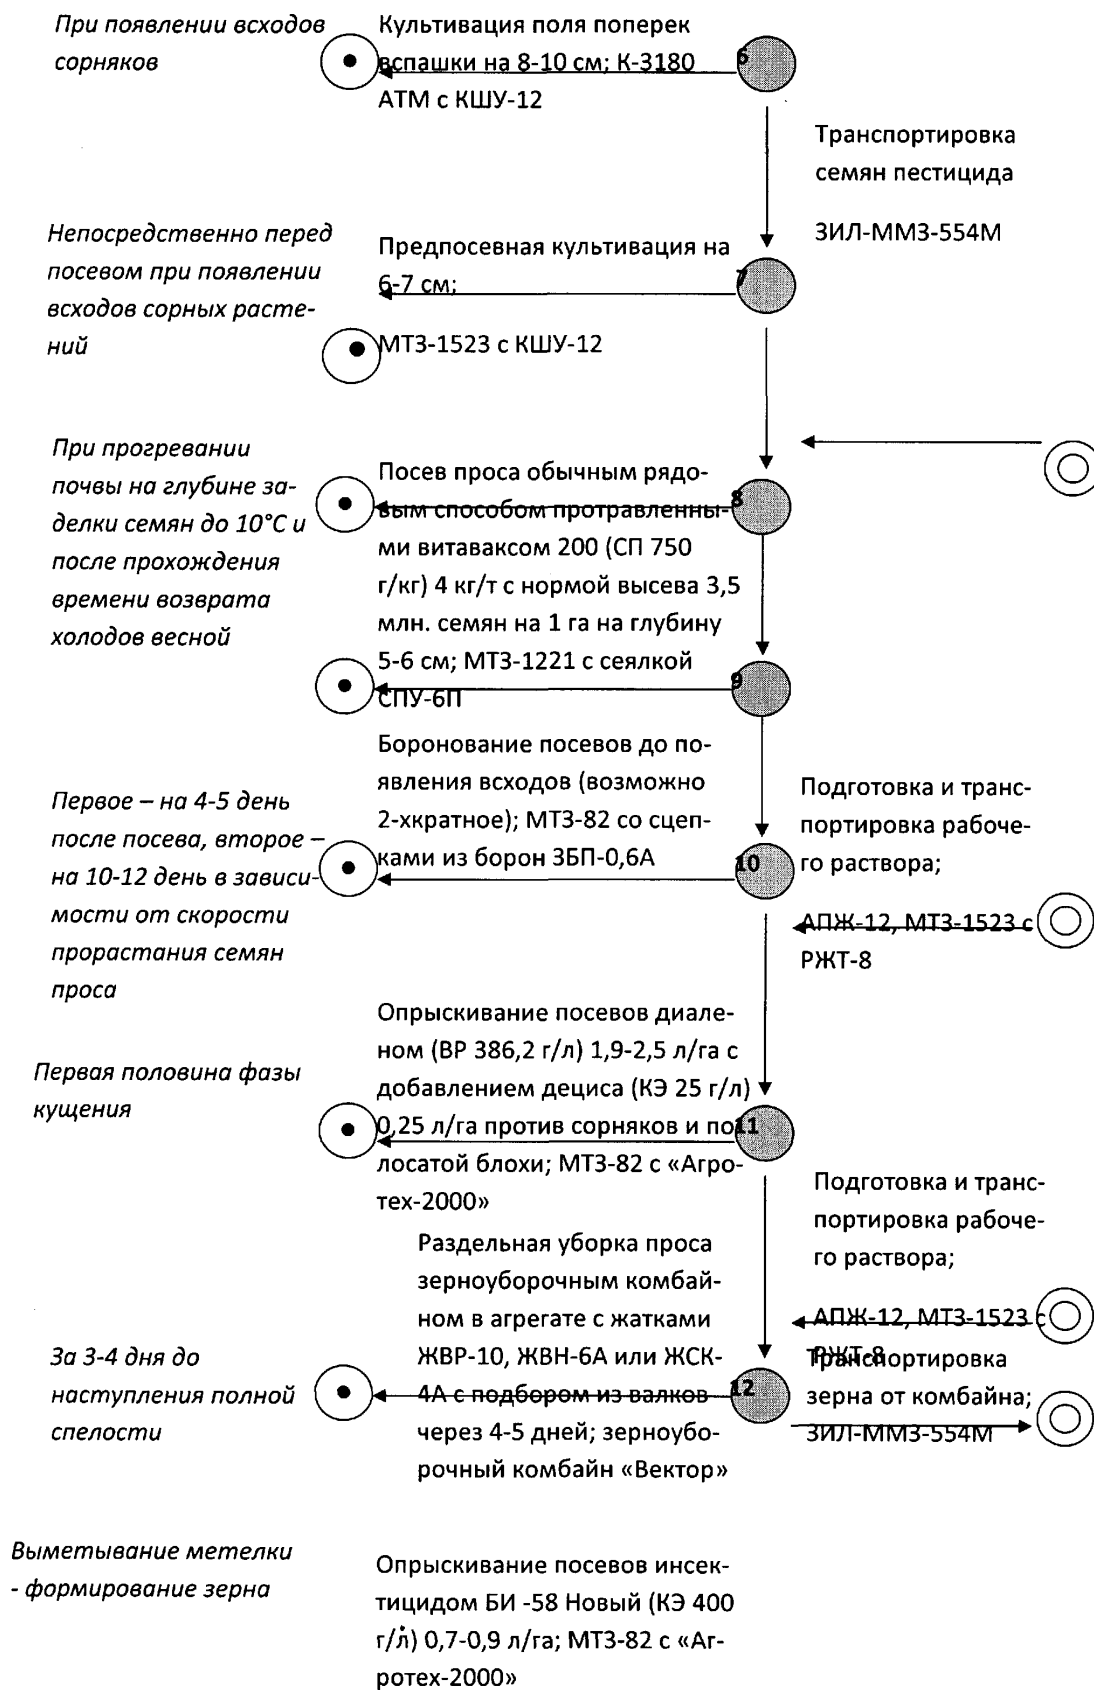 При появлении всходов
сорняков
Культивация поля поперек
вспашки на 8-10 см; К-3180
АТМ с КШУ-12
6
Транспортировка
семян пестицида
ЗИЛ-ММЗ-554М
Непосредственно перед
посевом при появлении
всходов сорных расте-
ний
Предпосевная культивация на
6-7 см;
МТЗ-1523 с КШУ-12
7
При прогревании
почвы на глубине за-
делки семян до 10°С и
после прохождения
времени возврата
холодов весной
Посев проса обычным рядо-
вым способом протравленны-
ми витаваксом 200 (СП 750
г/кг) 4 кг/т с нормой высева 3,5
млн. семян на 1 га на глубину
5-6 см; МТЗ-1221 с сеялкой
СПУ-6П
8
9
Первое – на 4-5 день
после посева, второе –
на 10-12 день в зависи-
мости от скорости
прорастания семян
проса
Боронование посевов до по-
явления всходов (возможно
2-хкратное); МТЗ-82 со сцеп-
ками из борон ЗБП-0,6А
10
Подготовка и транс-
портировка рабоче-
го раствора;
АПЖ-12, МТЗ-1523 с
РЖТ-8
Первая половина фазы
кущения
Опрыскивание посевов диале-
ном (ВР 386,2 г/л) 1,9-2,5 л/га с
добавлением дециса (КЭ 25 г/л)
0,25 л/га против сорняков и по
лосатой блохи; МТЗ-82 с «Агро-
тех-2000»
11
Подготовка и транс-
портировка рабоче-
го раствора;
АПЖ-12, МТЗ-1523 с
РЖТ-8
За 3-4 дня до
наступления полной
спелости
Раздельная уборка проса
зерноуборочным комбай-
ном в агрегате с жатками
ЖВР-10, ЖВН-6А или ЖСК-
4А с подбором из валков
через 4-5 дней; зерноубо-
рочный комбайн «Вектор»
12
Транспортировка
зерна от комбайна;
ЗИЛ-ММЗ-554М
Выметывание метелки
- формирование зерна
Опрыскивание посевов инсек-
тицидом БИ -58 Новый (КЭ 400
г/л) 0,7-0,9 л/га; МТЗ-82 с «Аг-
ротех-2000»